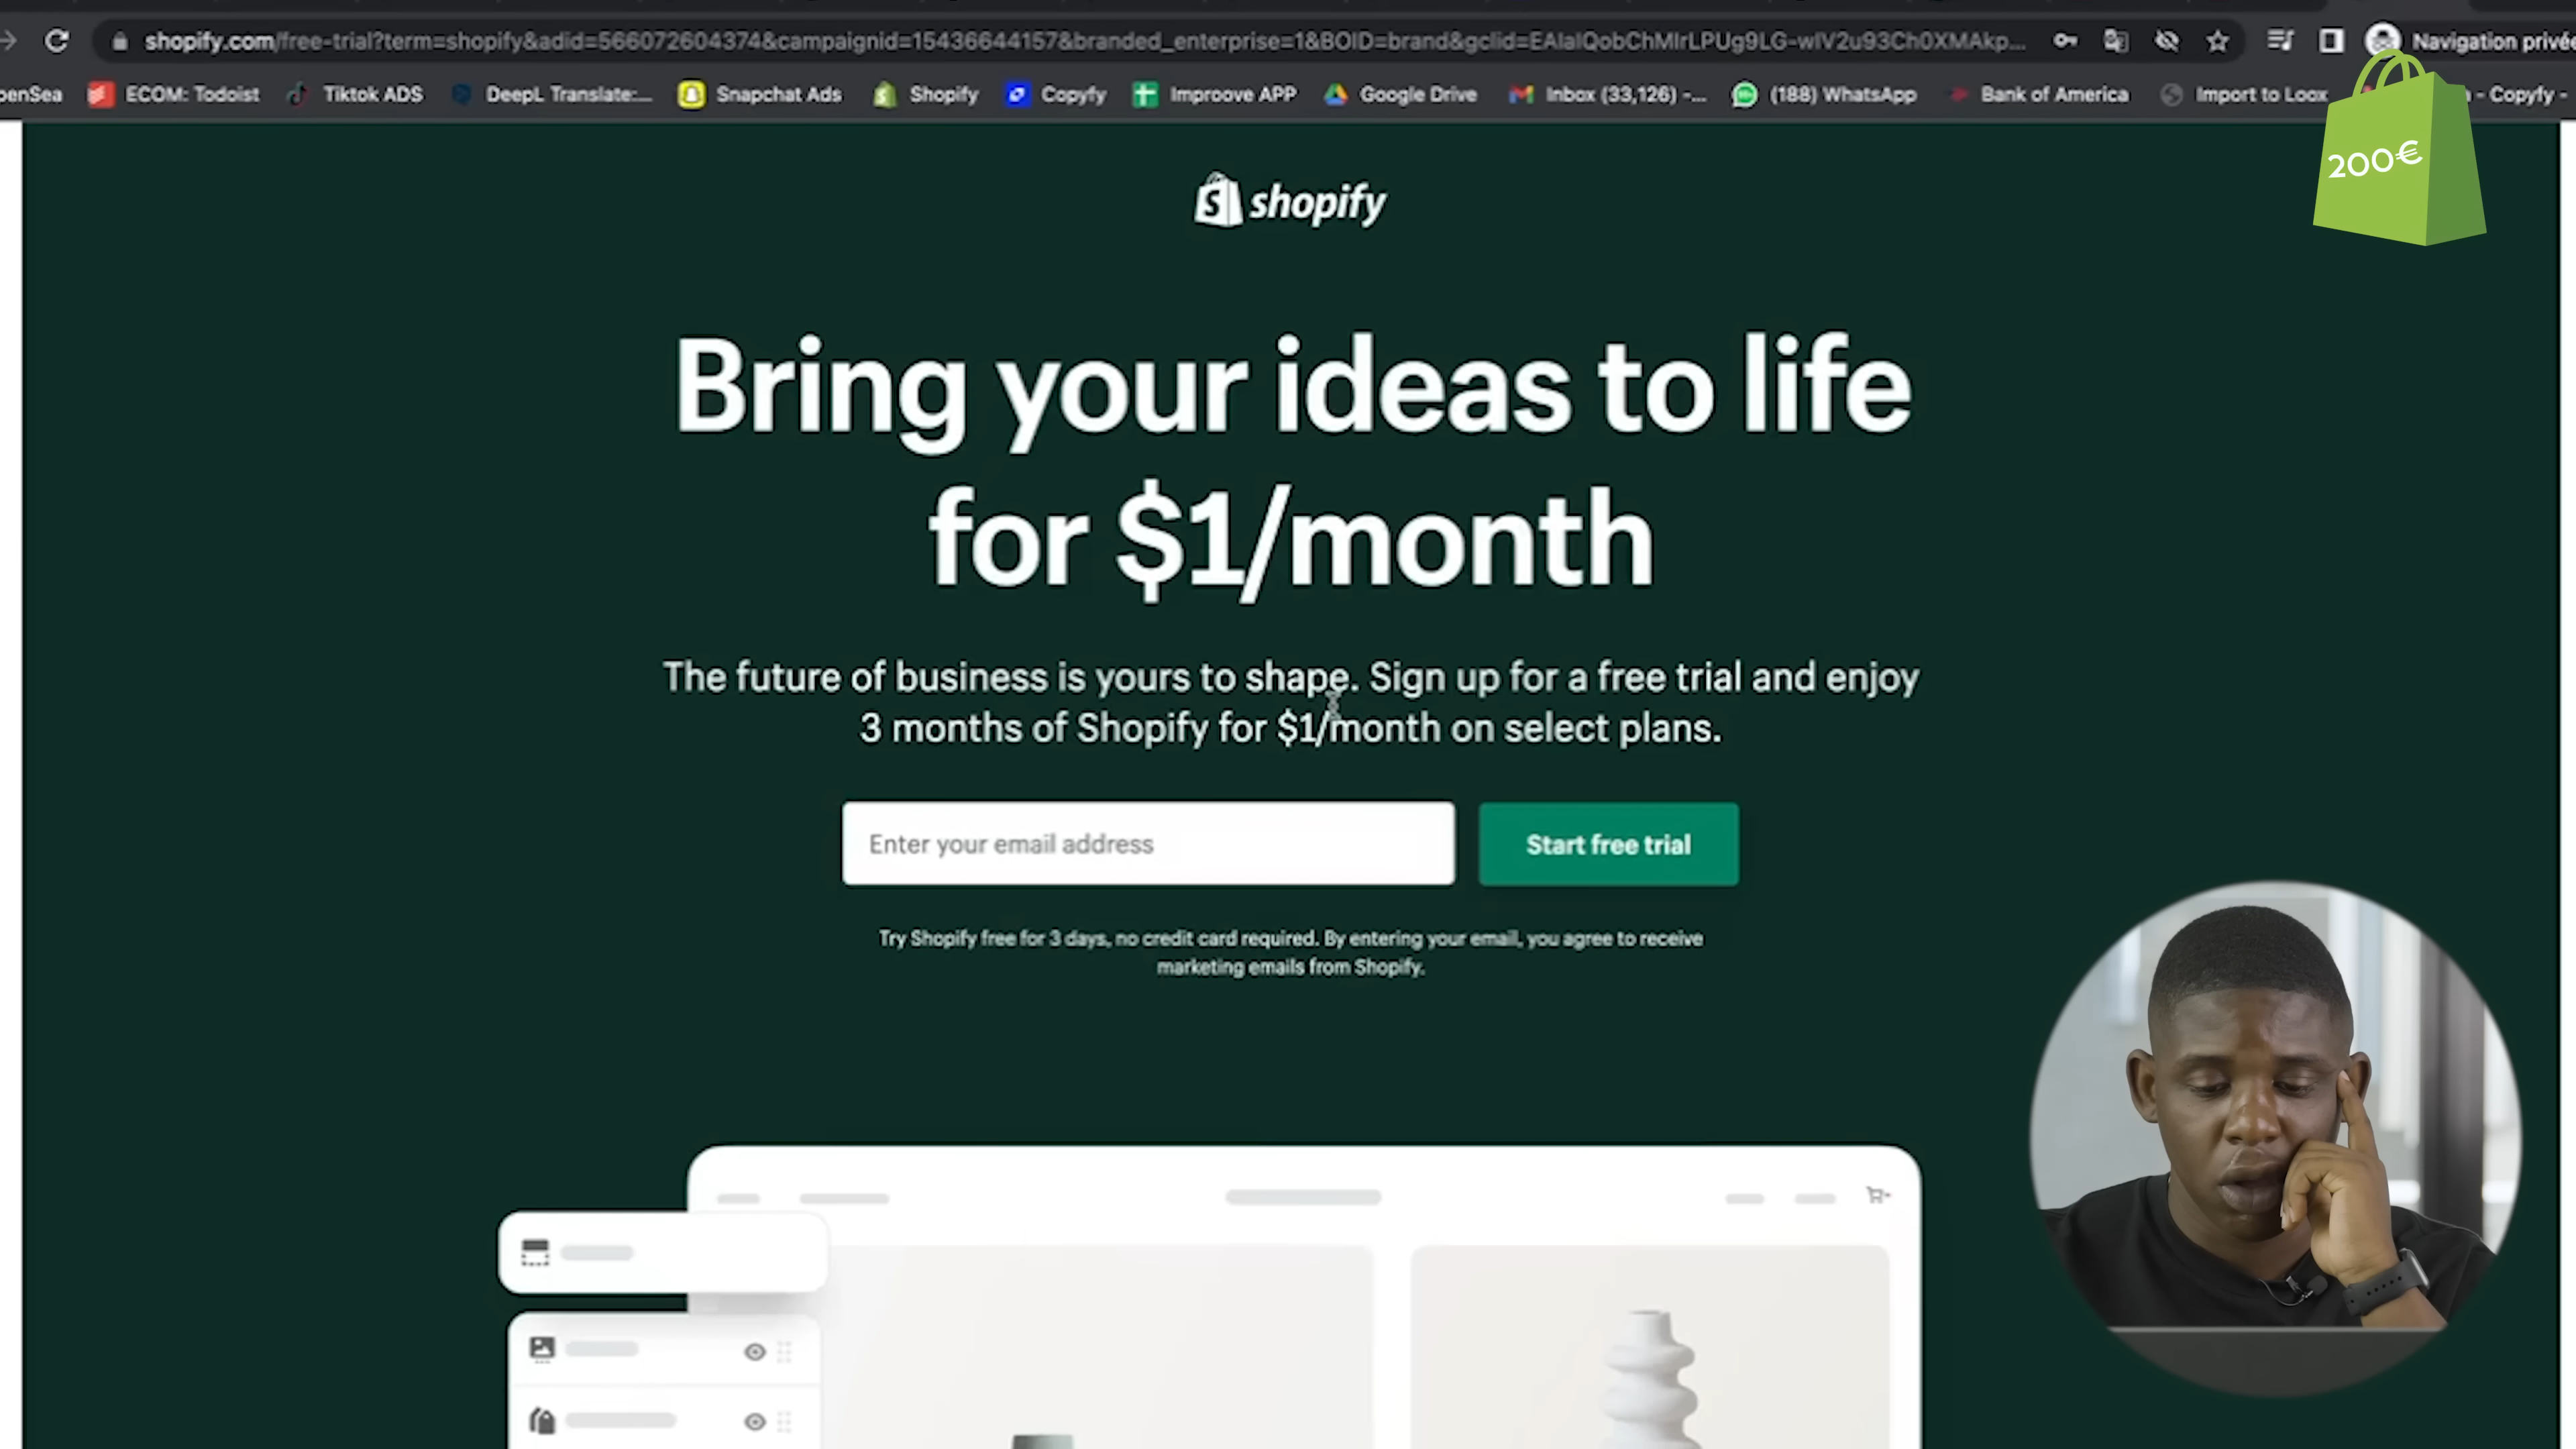 shopify.com/free-trial?term=shopify&adid=566072604374&campaignid=15436644157&branded_enterprise=1&BOID=brand&gclid=EAIaIQobChMIrLPUg9LG-wIV2u93Ch0XMAkp... Navigation privée
penSea ECOM: Todoist Tiktok ADS DeepL Translate:... Snapchat Ads Shopify Copyfy Improove APP Google Drive Inbox (33,126) -... (188) WhatsApp Bank of America Import to Loox - Copyfy -
200€
shopify
Bring your ideas to life
for $1/month
The future of business is yours to shape. Sign up for a free trial and enjoy
3 months of Shopify for $1/month on select plans.
Enter your email address Start free trial
Try Shopify free for 3 days, no credit card required. By entering your email, you agree to receive
marketing emails from Shopify.